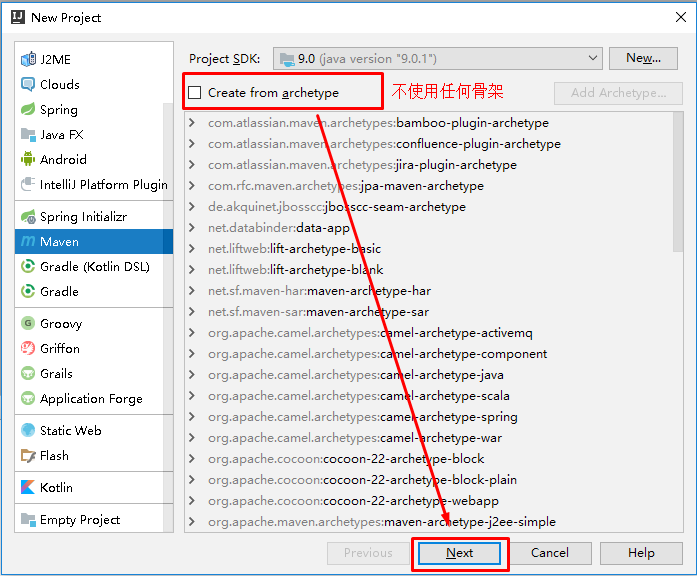 New Project
J2ME
Clouds
Spring
Java FX
Android
IntelliJ Platform Plugin
Spring Initializr
Maven
Gradle (Kotlin DSL)
Gradle
Groovy
Griffon
Grails
Application Forge
Static Web
Flash
Kotlin
Empty Project
Project SDK: 9.0 (java version "9.0.1") New...
Create from archetype 不使用任何骨架 Add Archetype...
com.atlassian.maven.archetypes:bamboo-plugin-archetype
com.atlassian.maven.archetypes:confluence-plugin-archetype
com.atlassian.maven.archetypes:jira-plugin-archetype
com.rfc.maven.archetypes:jpa-maven-archetype
de.akquinet.jbosscc:jbosscc-seam-archetype
net.databinder:data-app
net.liftweb:lift-archetype-basic
net.liftweb:lift-archetype-blank
net.sf.maven-har:maven-archetype-har
net.sf.maven-sar:maven-archetype-sar
org.apache.camel.archetypes:camel-archetype-activemq
org.apache.camel.archetypes:camel-archetype-component
org.apache.camel.archetypes:camel-archetype-java
org.apache.camel.archetypes:camel-archetype-scala
org.apache.camel.archetypes:camel-archetype-spring
org.apache.camel.archetypes:camel-archetype-war
org.apache.cocoon:cocoon-22-archetype-block
org.apache.cocoon:cocoon-22-archetype-block-plain
org.apache.cocoon:cocoon-22-archetype-webapp
org.apache.maven.archetypes:maven-archetype-j2ee-simple
Previous Next Cancel Help